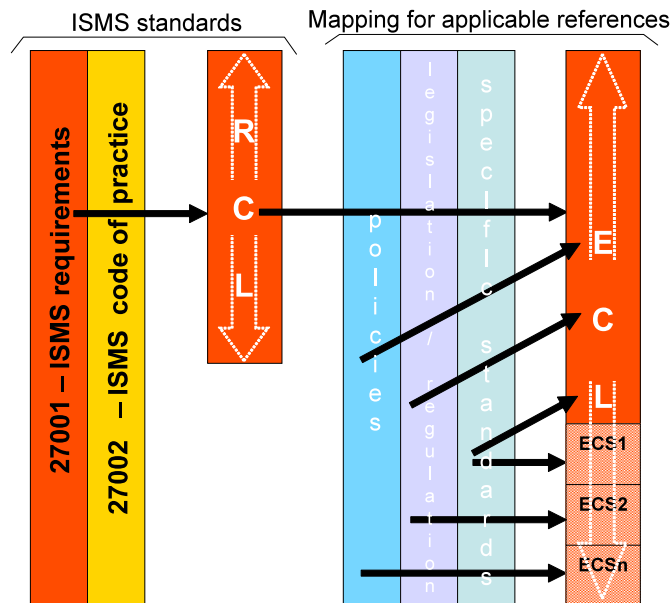 ISMS standards
Mapping for applicable references
27001 – ISMS requirements
27002 – ISMS code of practice
R
C
L
policies
legislation / regulation
specific standards
E
C
L
ECS1
ECS2
ECSn